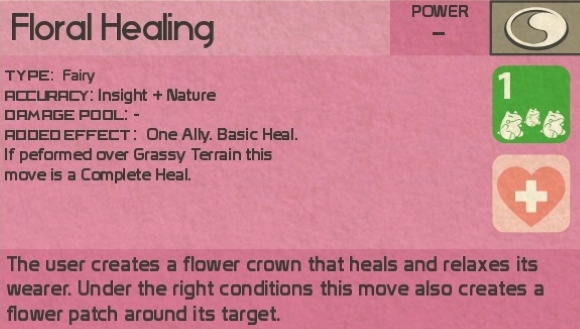 Floral Healing
POWER
–
TYPE: Fairy
ACCURACY: Insight + Nature
DAMAGE POOL: -
ADDED EFFECT: One Ally. Basic Heal.
If peformed over Grassy Terrain this
move is a Complete Heal.
1
The user creates a flower crown that heals and relaxes its
wearer. Under the right conditions this move also creates a
flower patch around its target.